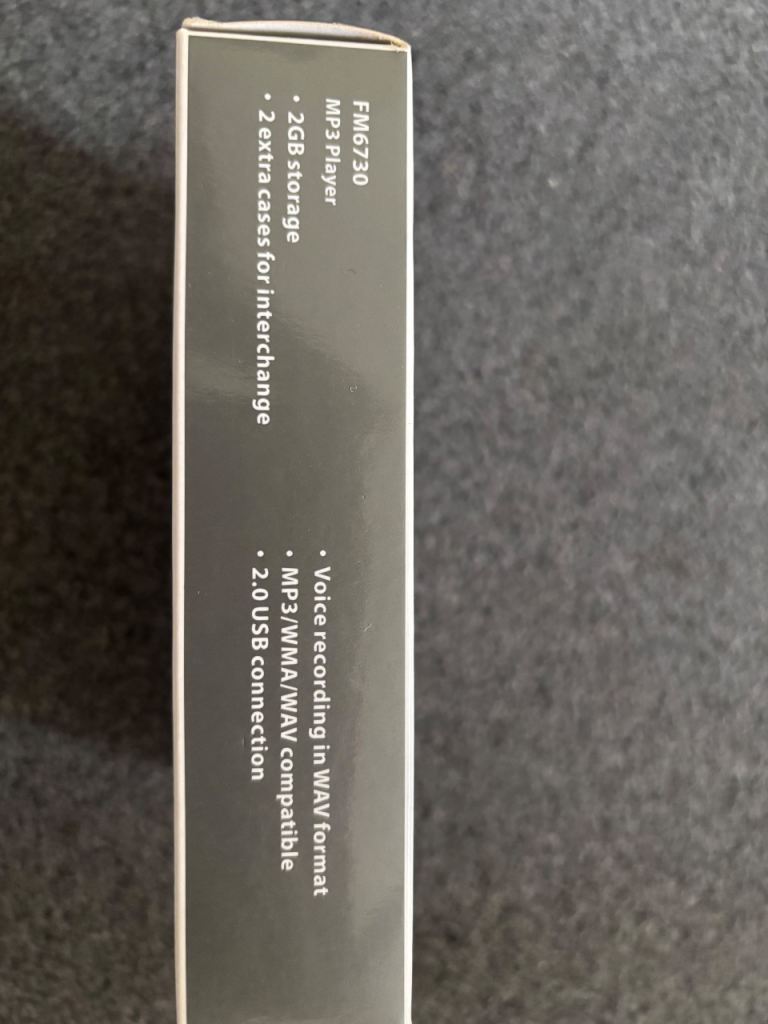 FM6730
MP3 Player
• 2GB storage
• 2 extra cases for interchange
• Voice recording in WAV format
• MP3/WMA/WAV compatible
• 2.0 USB connection